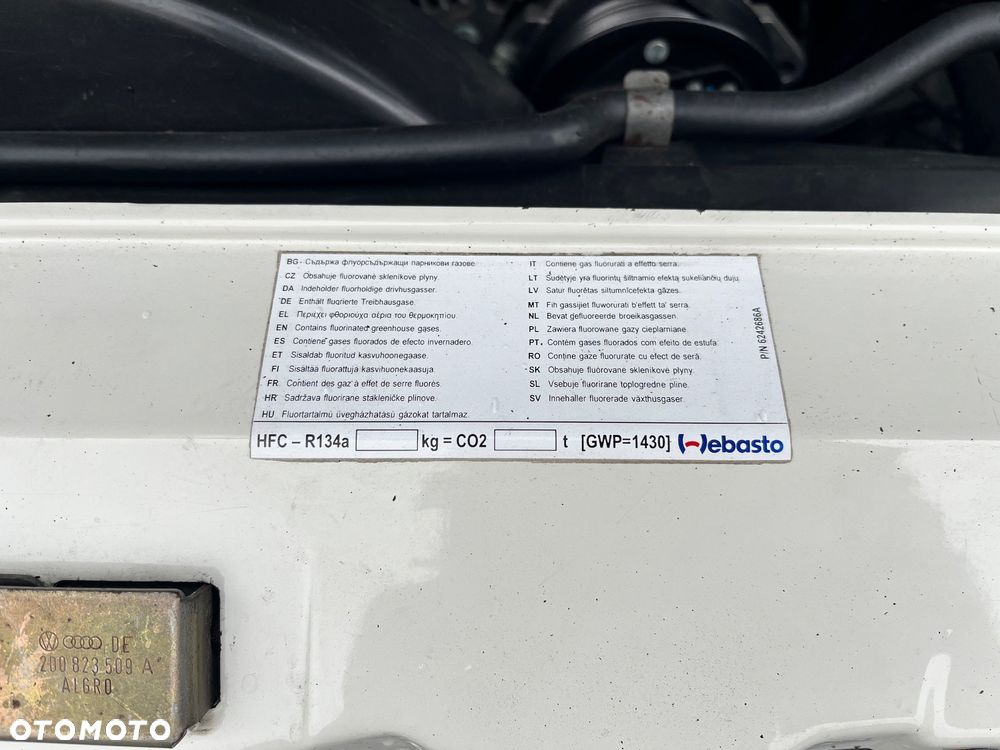 BG - Съдържа флуорсъдържащи парникови газове.
CZ Obsahuje fluorované skleníkové plyny.
DA Indeholder fluorholdige drivhusgasser.
DE Enthält fluorierte Treibhausgase.
EL Περιέχει φθοριούχα αέρια του θερμοκηπίου.
EN Contains fluorinated greenhouse gases.
ES Contiene gases fluorados de efecto invernadero.
ET Sisaldab fluoritud kasvuhoonegaase.
FI Sisältää fluorattuja kasvihuonekaasuja.
FR Contient des gaz à effet de serre fluorés.
HR Sadržava fluorirane stakleničke plinove.
HU Fluortartalmú üvegházhatású gázokat tartalmaz.
IT Contiene gas fluorurati a effetto serra.
LT Sudėtyje yra fluorintų šiltnamio efektą sukeliančių dujų.
LV Satur fluorētas siltumnīcefekta gāzes.
MT Fih gassijiet fluworurati b'effett ta' serra.
NL Bevat gefluoreerde broeikasgassen.
PL Zawiera fluorowane gazy cieplarniane.
PT Contém gases fluorados com efeito de estufa.
RO Conține gaze fluorurate cu efect de seră.
SK Obsahuje fluórované skleníkové plyny.
SL Vsebuje fluorirane toplogredne pline.
SV Innehåller fluorerade växthusgaser.
P/N 6242686A
HFC – R134a kg = CO2 t [GWP=1430] Webasto
DE
2D0 823 509 A
ALGRO
OTOMOTO